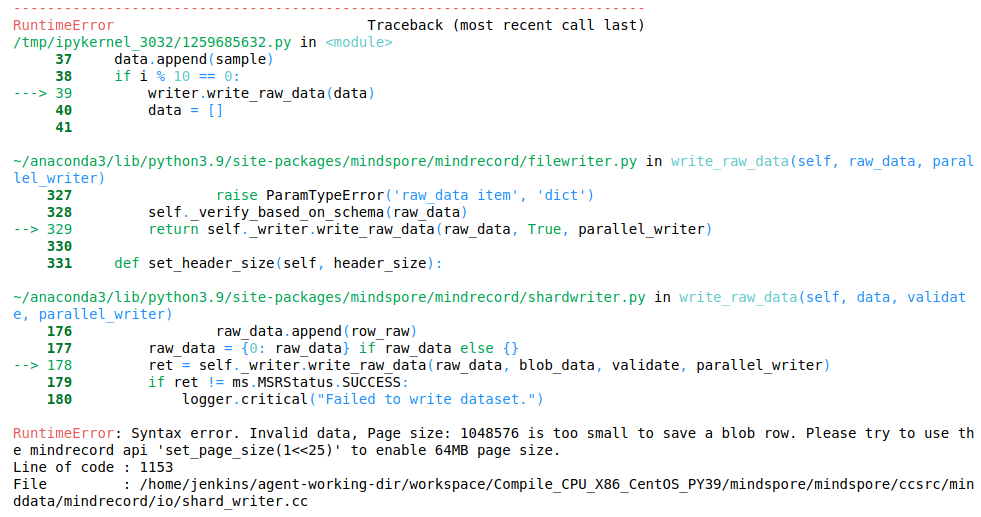 ---------------------------------------------------------------------------
RuntimeError                              Traceback (most recent call last)
/tmp/ipykernel_3032/1259685632.py in <module>
     37     data.append(sample)
     38     if i % 10 == 0:
---> 39         writer.write_raw_data(data)
     40         data = []
     41
~/anaconda3/lib/python3.9/site-packages/mindspore/mindrecord/filewriter.py in write_raw_data(self, raw_data, paral
lel_writer)
    327                 raise ParamTypeError('raw_data item', 'dict')
    328         self._verify_based_on_schema(raw_data)
--> 329         return self._writer.write_raw_data(raw_data, True, parallel_writer)
    330
    331     def set_header_size(self, header_size):
~/anaconda3/lib/python3.9/site-packages/mindspore/mindrecord/shardwriter.py in write_raw_data(self, data, validat
e, parallel_writer)
    176                 raw_data.append(row_raw)
    177         raw_data = {0: raw_data} if raw_data else {}
--> 178         ret = self._writer.write_raw_data(raw_data, blob_data, validate, parallel_writer)
    179         if ret != ms.MSRStatus.SUCCESS:
    180             logger.critical("Failed to write dataset.")
RuntimeError: Syntax error. Invalid data, Page size: 1048576 is too small to save a blob row. Please try to use th
e mindrecord api 'set_page_size(1<<25)' to enable 64MB page size.
Line of code : 1153
File         : /home/jenkins/agent-working-dir/workspace/Compile_CPU_X86_CentOS_PY39/mindspore/mindspore/ccsrc/min
ddata/mindrecord/io/shard_writer.cc